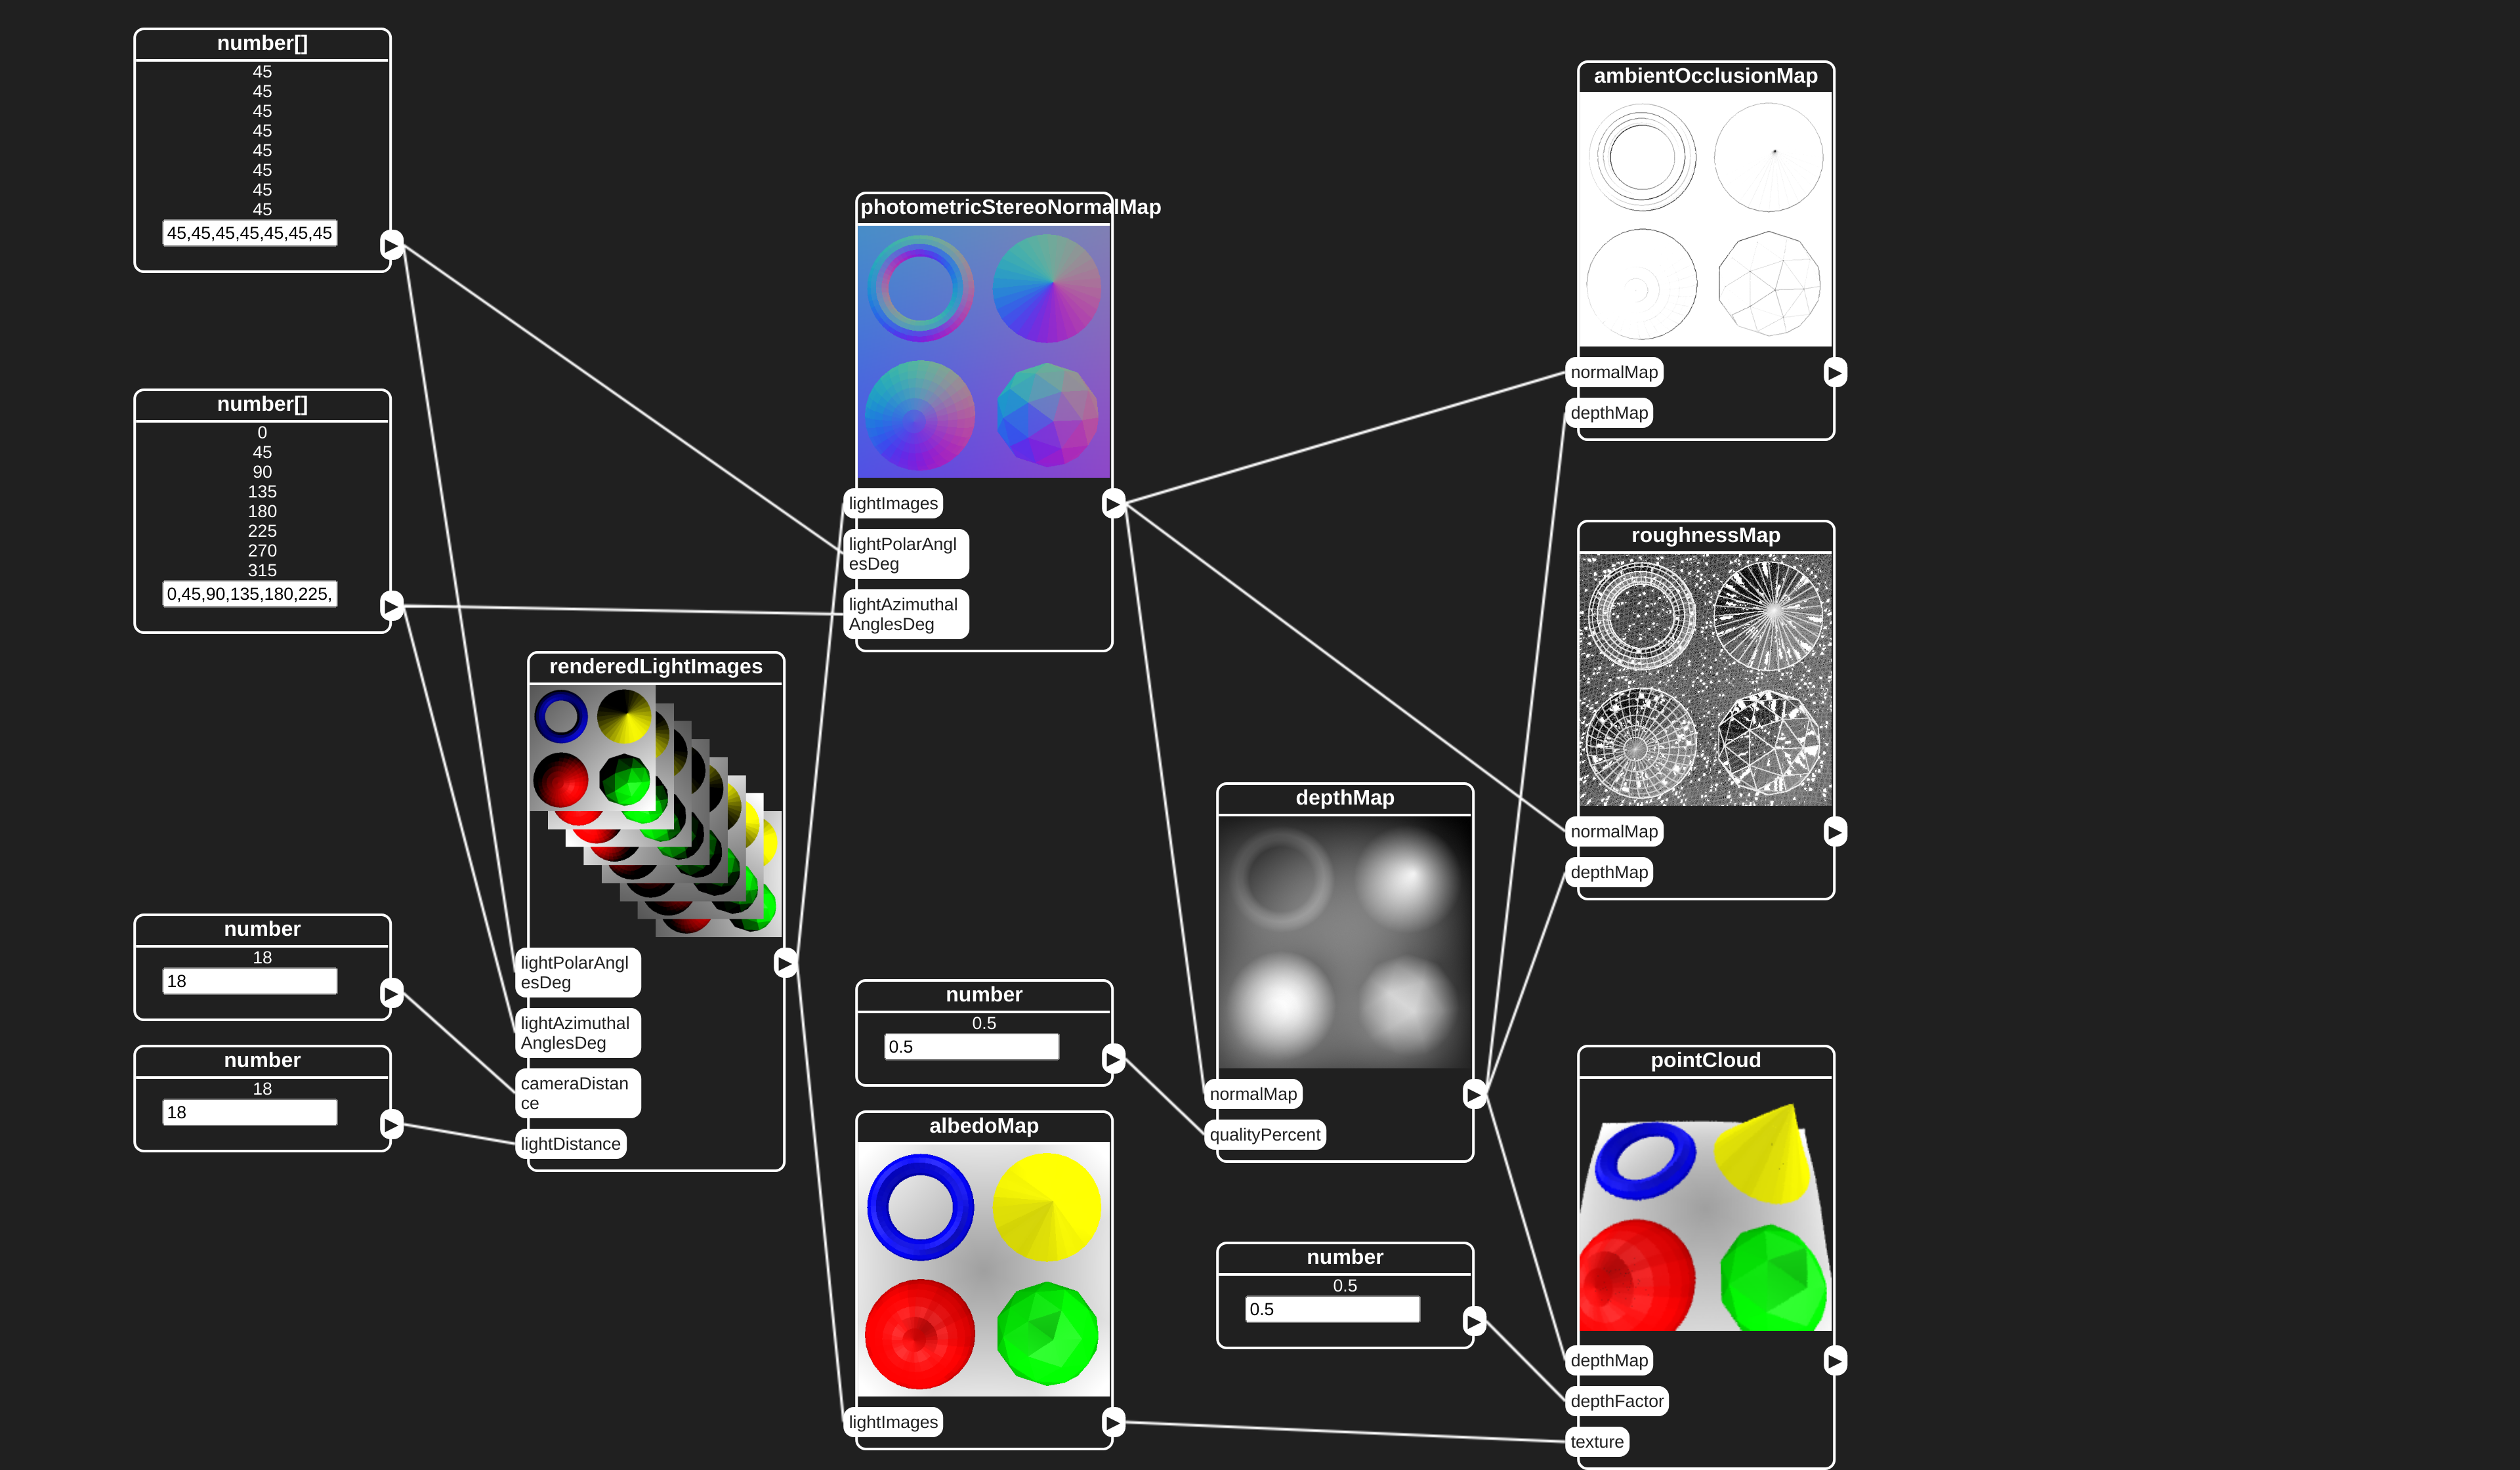 number[]
45
45
45
45
45
45
45
45
45,45,45,45,45,45,45
number[]
0
45
90
135
180
225
270
315
0,45,90,135,180,225,
number
18
18
number
18
18
renderedLightImages
lightPolarAngl
esDeg
lightAzimuthal
AnglesDeg
cameraDistan
ce
lightDistance
photometricStereoNormalMap
lightImages
lightPolarAngl
esDeg
lightAzimuthal
AnglesDeg
number
0.5
0.5
albedoMap
lightImages
depthMap
normalMap
qualityPercent
number
0.5
0.5
ambientOcclusionMap
normalMap
depthMap
roughnessMap
normalMap
depthMap
pointCloud
depthMap
depthFactor
texture